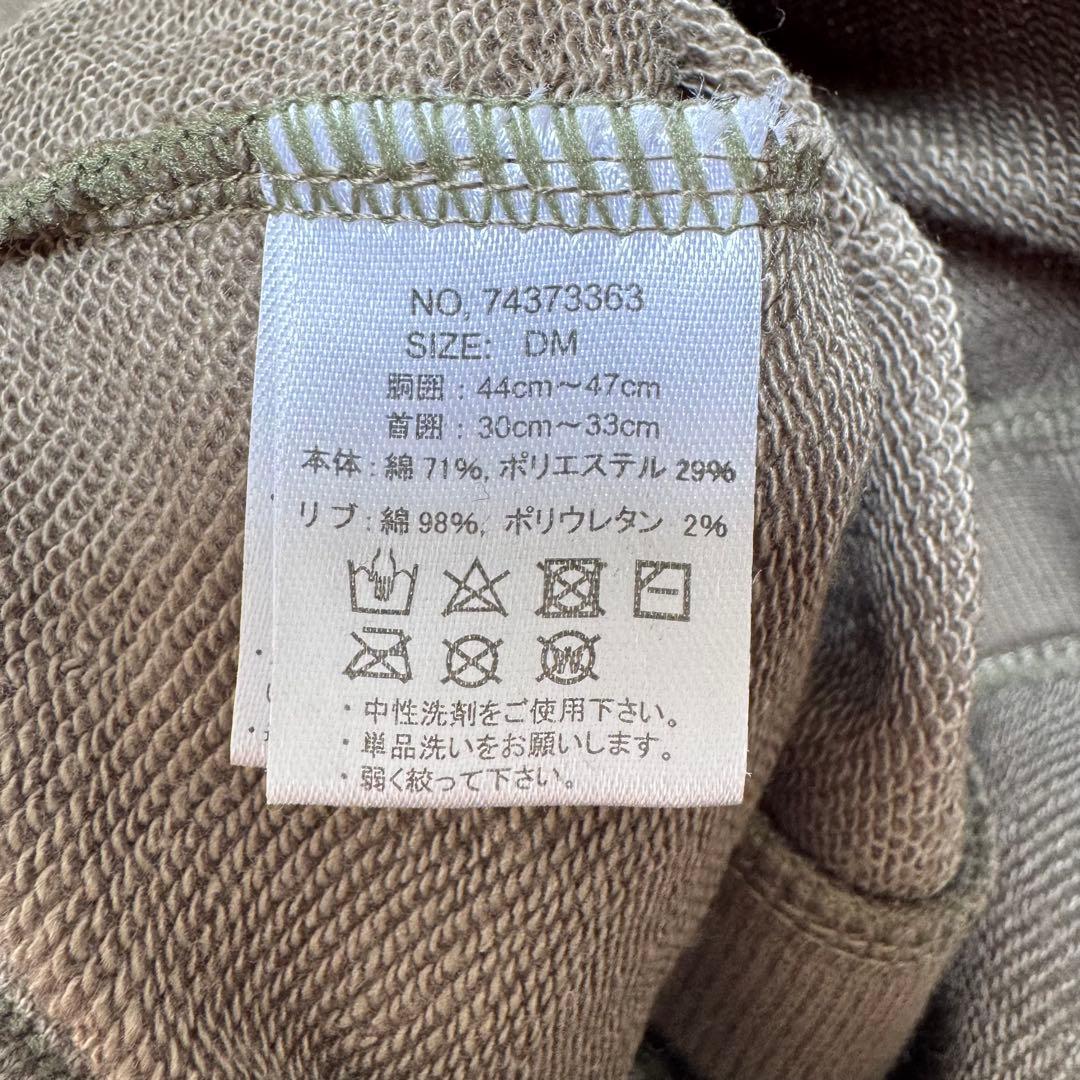 NO, 74373363
SIZE: DM
胴囲：44cm～47cm
首囲：30cm～33cm
本体：綿 71%, ポリエステル 29%
リブ：綿 98%, ポリウレタン 2%
W
・中性洗剤をご使用下さい。
・単品洗いをお願いします。
・弱く絞って下さい。